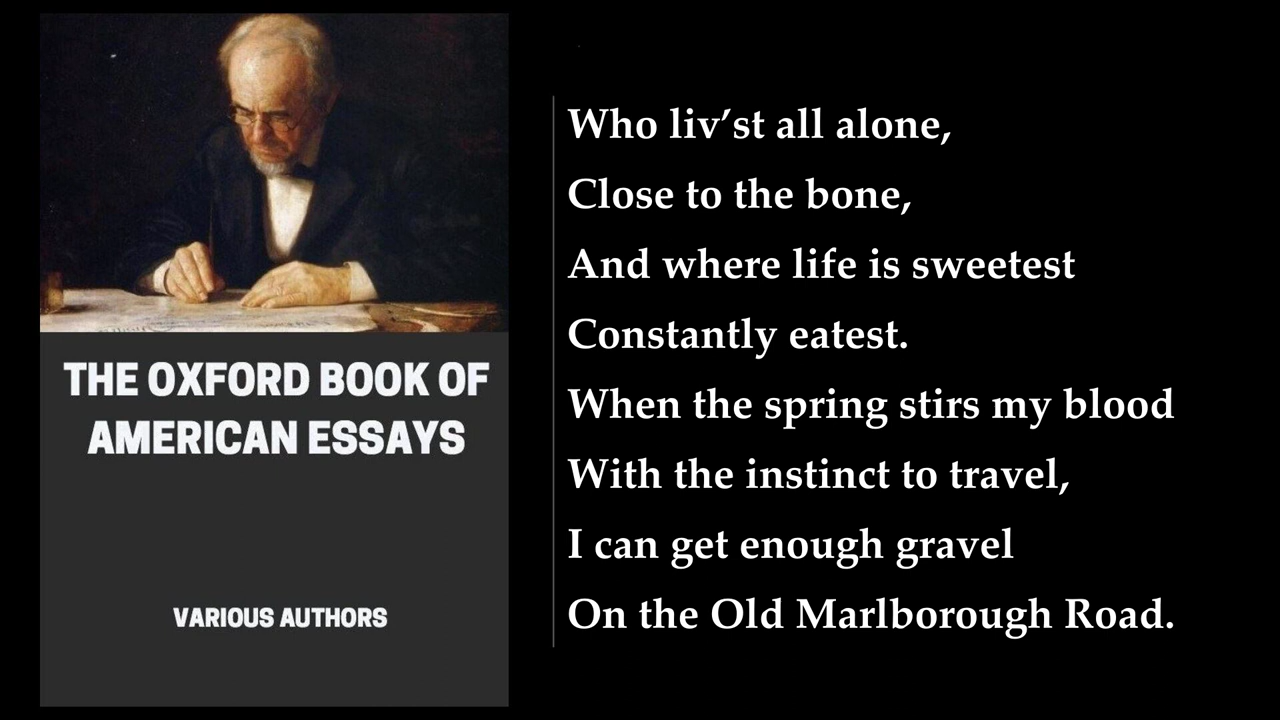 THE OXFORD BOOK OF
AMERICAN ESSAYS
VARIOUS AUTHORS
Who liv’st all alone,
Close to the bone,
And where life is sweetest
Constantly eatest.
When the spring stirs my blood
With the instinct to travel,
I can get enough gravel
On the Old Marlborough Road.